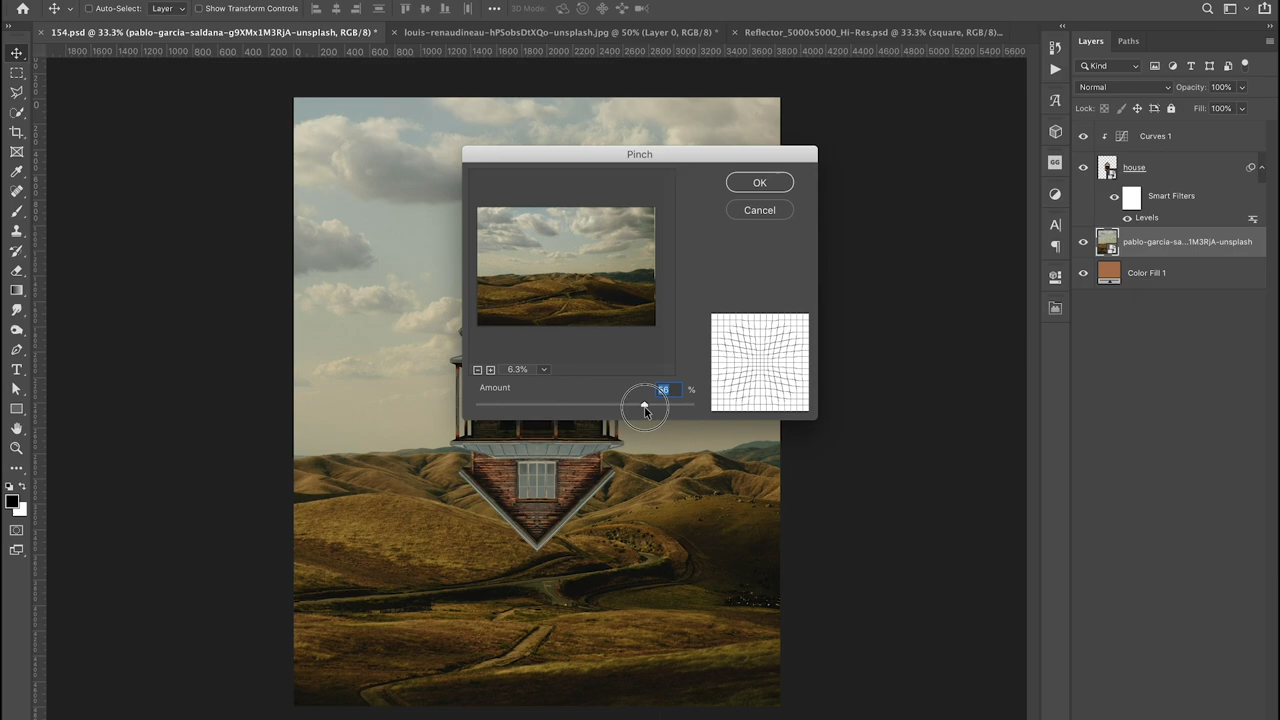 Auto-Select: Layer Show Transform Controls ••• 3D Mode:
154.psd @ 33.3% (pablo-garcia-saldana-g9XMx1M3RjA-unsplash, RGB/8) *
louis-renaudineau-hPSobsDtXQo-unsplash.jpg @ 50% (Layer 0, RGB/8) *
Reflector_5000x5000_Hi-Res.psd @ 33.3% (square, RGB/8)...
1800 1600 1400 1200 1000 800 600 400 200 0 200 400 600 800 1000 1200 1400 1600 1800 2000 2200 2400 2600 2800 3000 3200 3400 3600 3800 4000 4200 4400 4600 4800 5000 5200 5400 5600
Layers Paths
Kind
Normal Opacity: 100%
Lock: Fill: 100%
Curves 1
house
Smart Filters
Levels
pablo-garcia-sa...1M3RjA-unsplash
Color Fill 1
Pinch
OK
Cancel
6.3%
Amount
%